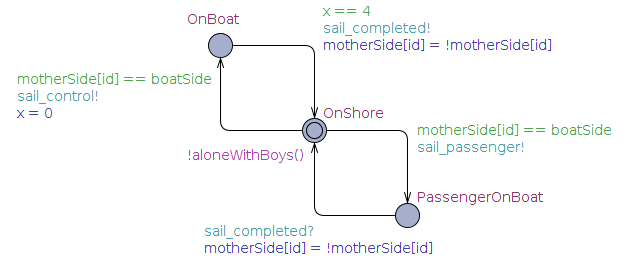 OnBoat
x == 4
sail_completed!
motherSide[id] = !motherSide[id]
motherSide[id] == boatSide
sail_control!
x = 0
OnShore
!aloneWithBoys()
motherSide[id] == boatSide
sail_passenger!
PassengerOnBoat
sail_completed?
motherSide[id] = !motherSide[id]